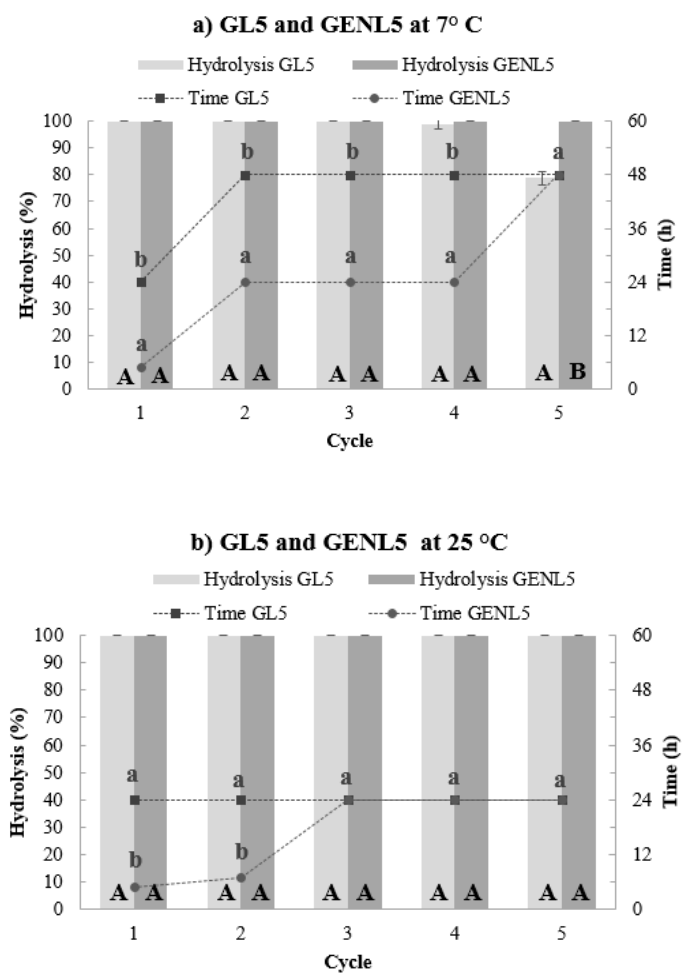 a) GL5 and GENL5 at 7° C
Hydrolysis GL5 Hydrolysis GENL5
Time GL5 Time GENL5
Hydrolysis (%)
100
90
80
70
60
50
40
30
20
10
0
b b b b a
a a a a
A A A A A A A A A B
60
48
36
24
12
0
Time (h)
1 2 3 4 5
Cycle
b) GL5 and GENL5 at 25 °C
Hydrolysis GL5 Hydrolysis GENL5
Time GL5 Time GENL5
Hydrolysis (%)
100
90
80
70
60
50
40
30
20
10
0
a a a a a
b b
A A A A A A A A A A
60
48
36
24
12
0
Time (h)
1 2 3 4 5
Cycle